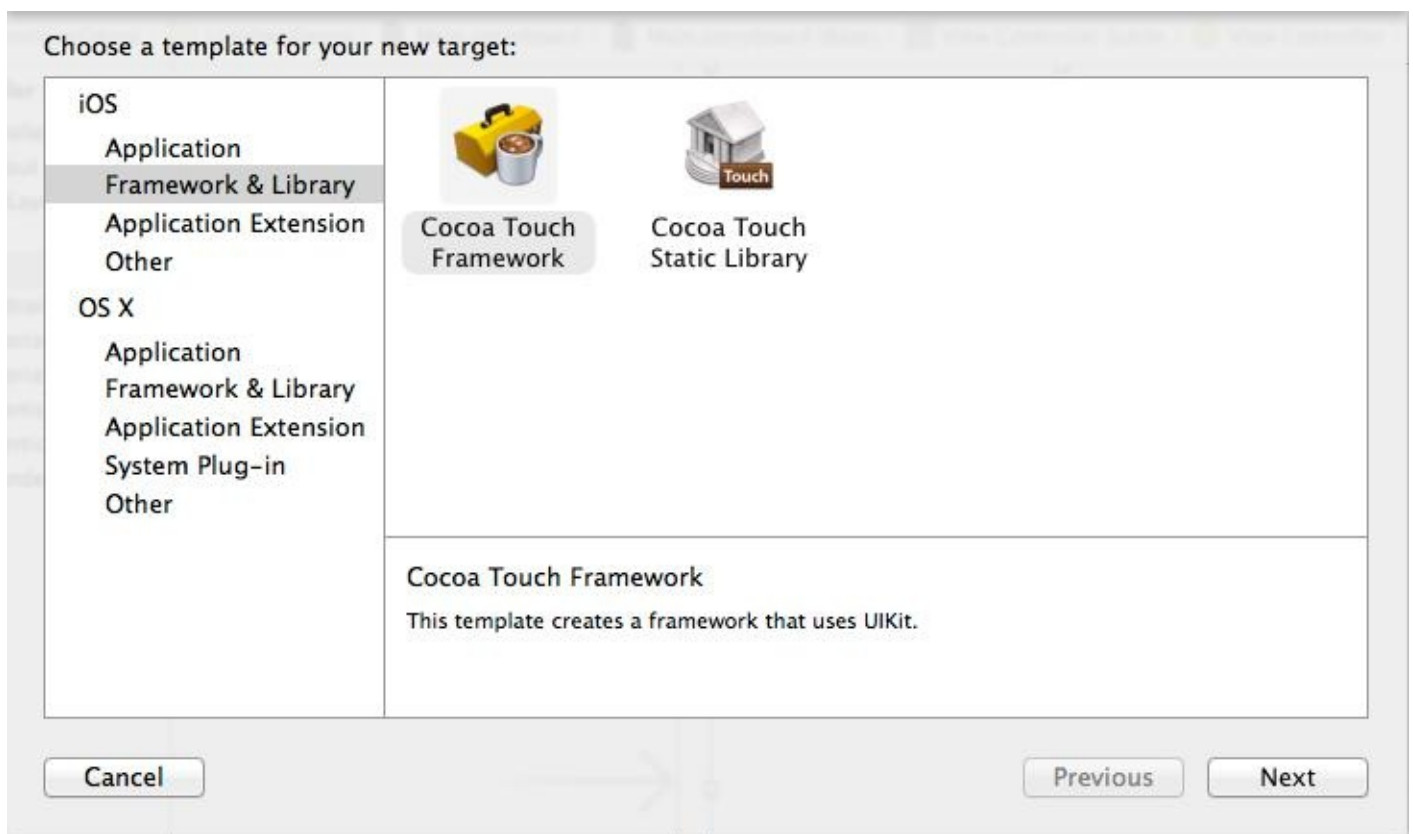 Choose a template for your new target:
iOS
Application
Framework & Library
Application Extension
Other
OS X
Application
Framework & Library
Application Extension
System Plug-in
Other
Touch
Cocoa Touch
Framework
Cocoa Touch
Static Library
Cocoa Touch Framework
This template creates a framework that uses UIKit.
Cancel
Previous
Next